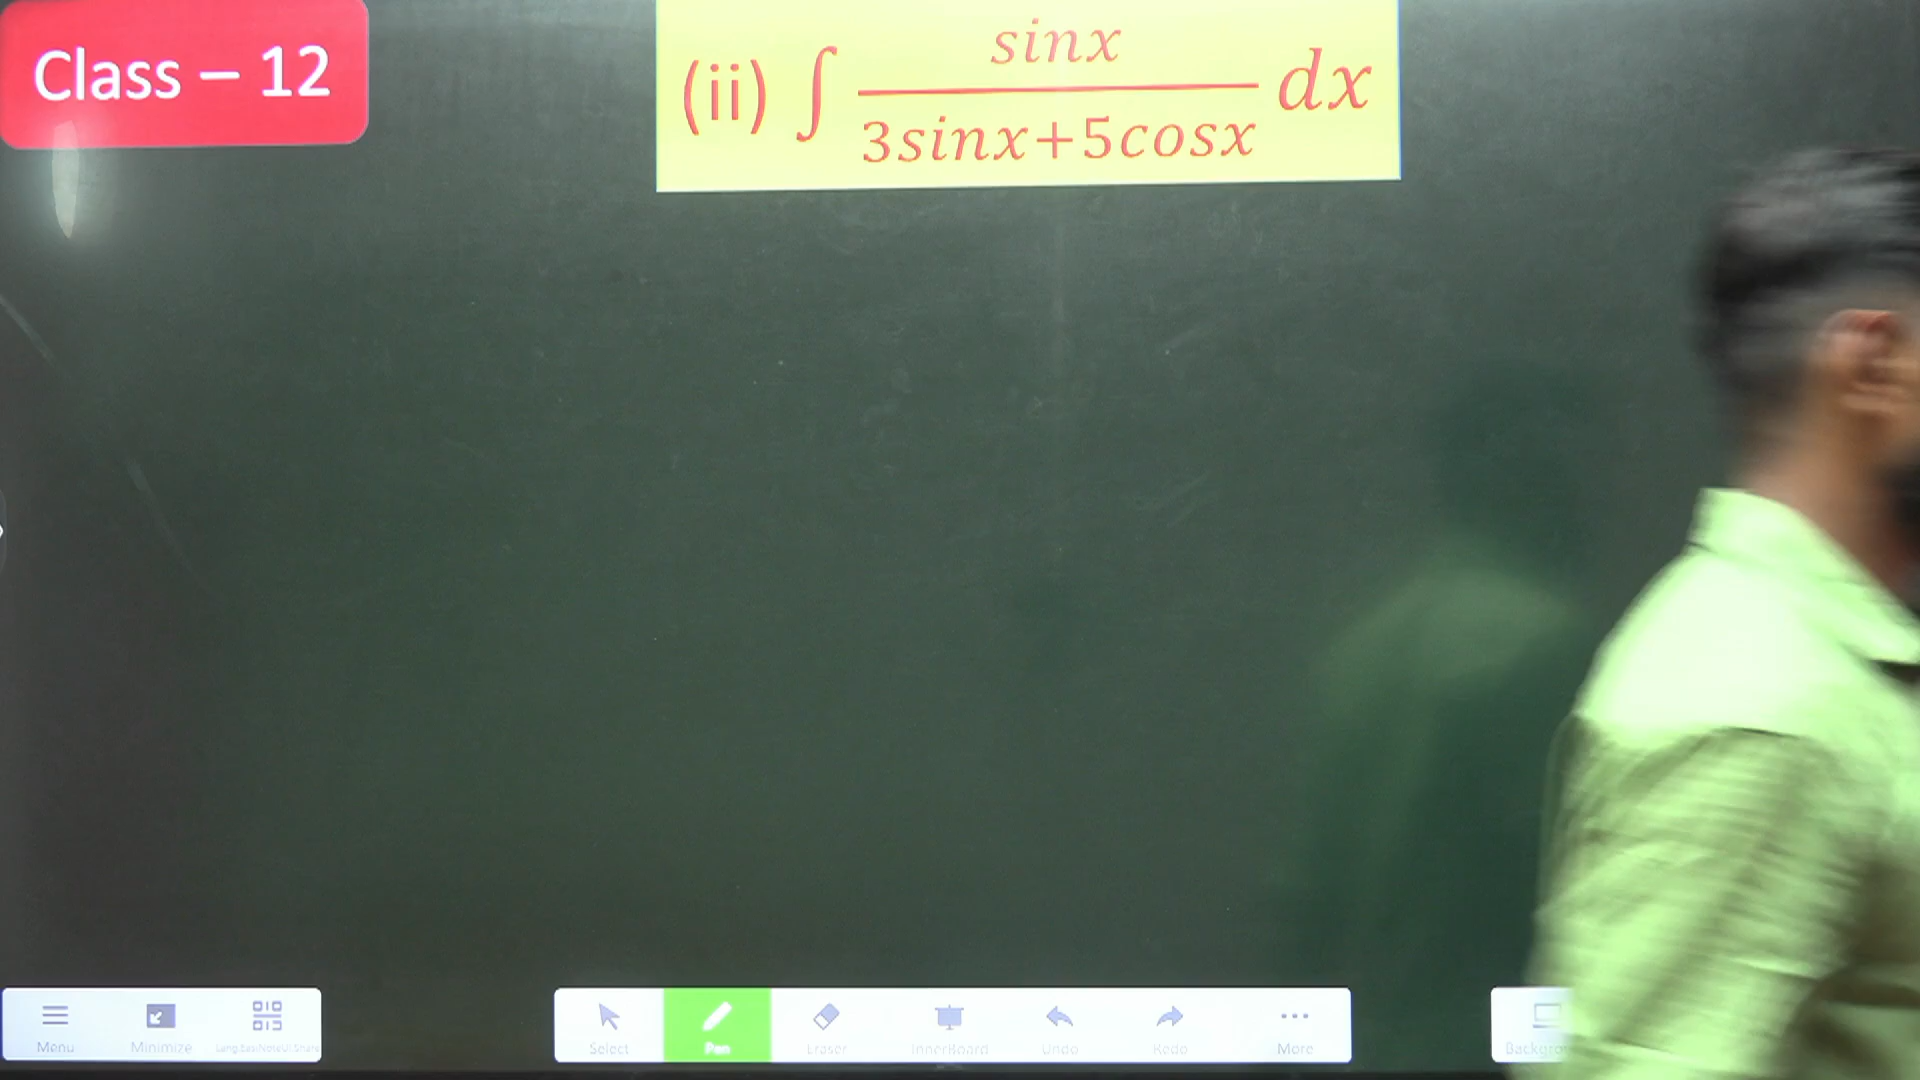 Class – 12
(ii) ∫ sinx / 3sinx+5cosx dx
Menu Minimize Select Pen Eraser InnerBoard Undo Redo More